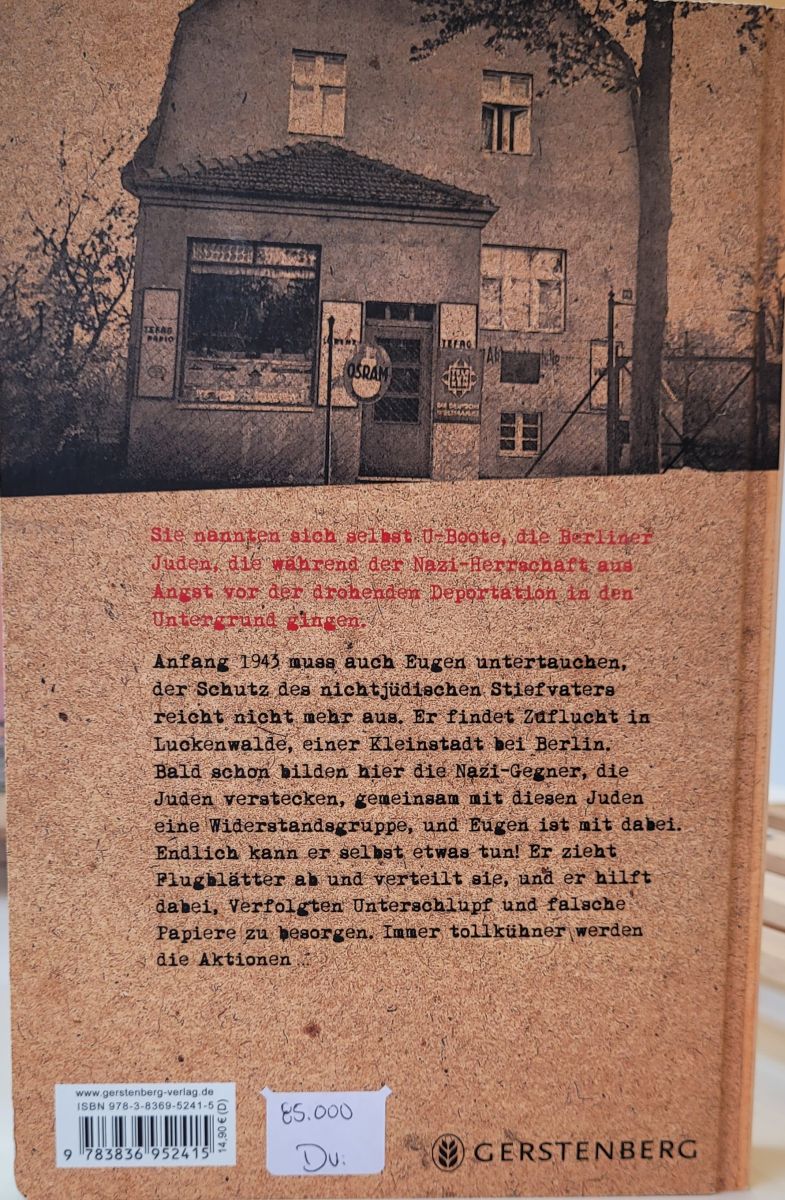 TEFAG
RADIO
LORENZ
OSRAM
TEFAG
Sie nannten sich selbst U-Boote, die Berliner
Juden, die während der Nazi-Herrschaft aus
Angst vor der drohenden Deportation in den
Untergrund gingen.
Anfang 1943 muss auch Eugen untertauchen,
der Schutz des nichtjüdischen Stiefvaters
reicht nicht mehr aus. Er findet Zuflucht in
Luckenwalde, einer Kleinstadt bei Berlin.
Bald schon bilden hier die Nazi-Gegner, die
Juden verstecken, gemeinsam mit diesen Juden
eine Widerstandsgruppe, und Eugen ist mit dabei.
Endlich kann er selbst etwas tun! Er zieht
Flugblätter ab und verteilt sie, und er hilft
dabei, Verfolgten Unterschlupf und falsche
Papiere zu besorgen. Immer tollkühner werden
die Aktionen ...
www.gerstenberg-verlag.de
ISBN 978-3-8369-5241-5
14,90 € (D)
9 783836 952415
85.000
Du:
GERSTENBERG